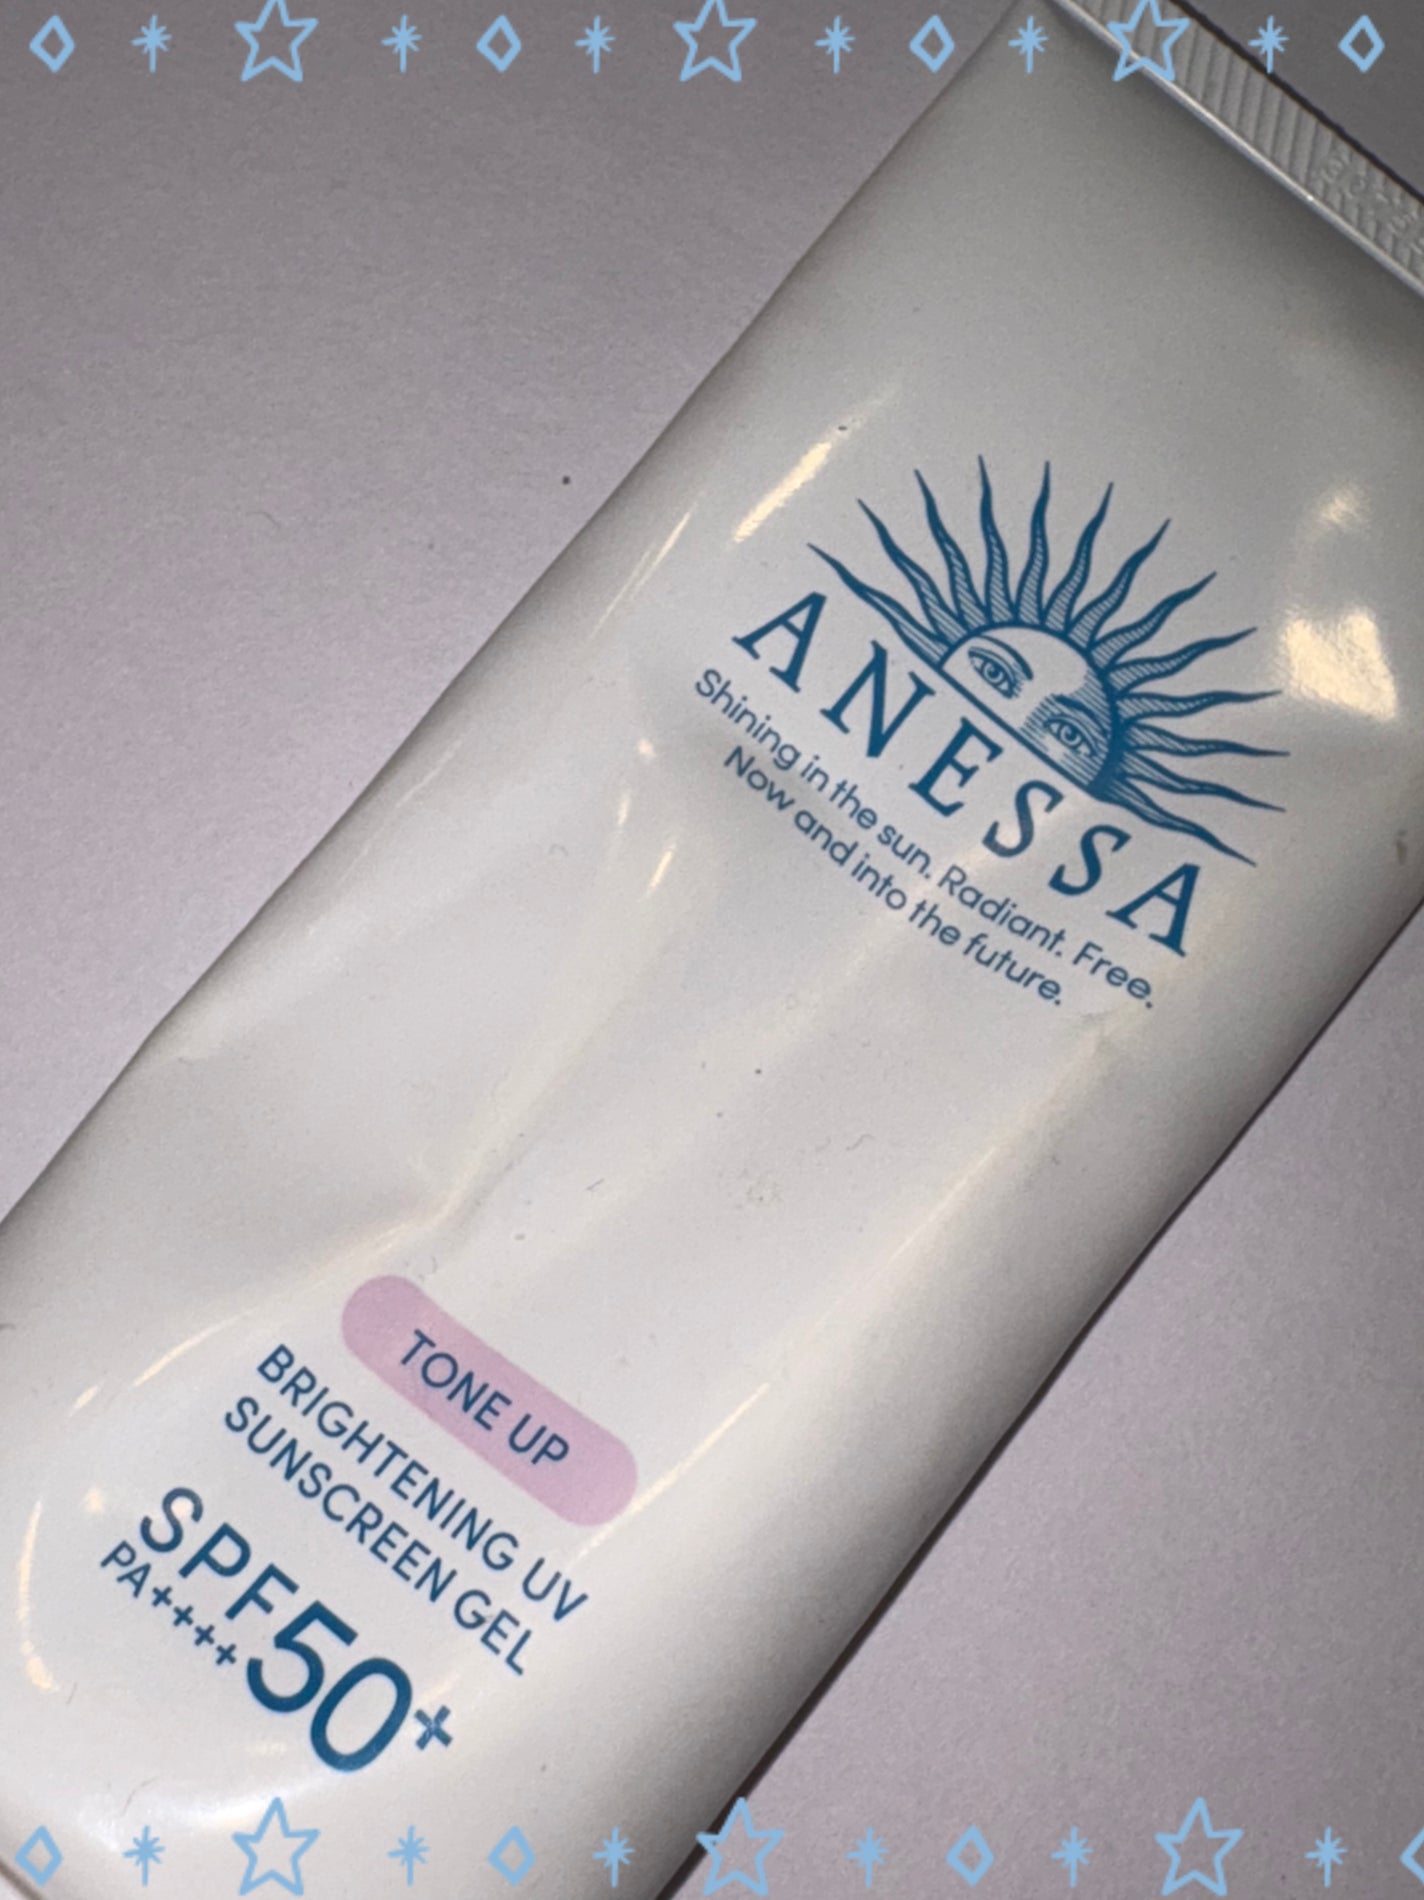 ANESSA
Shining in the sun. Radiant. Free.
Now and into the future.
TONE UP
BRIGHTENING UV
SUNSCREEN GEL
SPF50+
PA++++